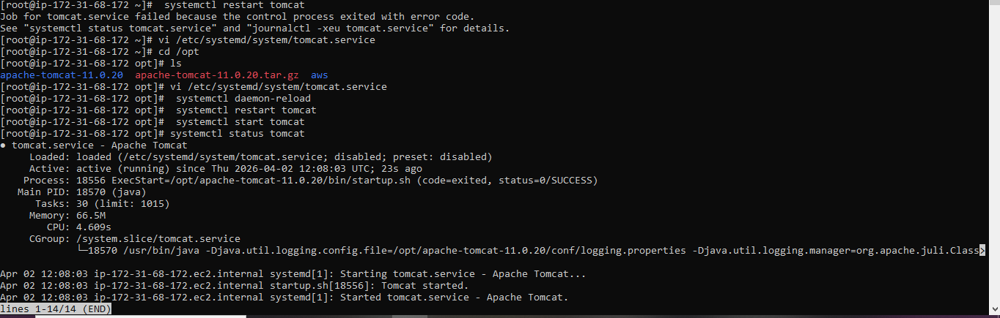 [root@ip-172-31-68-172 ~]#  systemctl restart tomcat
Job for tomcat.service failed because the control process exited with error code.
See "systemctl status tomcat.service" and "journalctl -xeu tomcat.service" for details.
[root@ip-172-31-68-172 ~]# vi /etc/systemd/system/tomcat.service
[root@ip-172-31-68-172 ~]# cd /opt
[root@ip-172-31-68-172 opt]# ls
apache-tomcat-11.0.20  apache-tomcat-11.0.20.tar.gz  aws
[root@ip-172-31-68-172 opt]# vi /etc/systemd/system/tomcat.service
[root@ip-172-31-68-172 opt]#  systemctl daemon-reload
[root@ip-172-31-68-172 opt]#  systemctl restart tomcat
[root@ip-172-31-68-172 opt]#  systemctl start tomcat
[root@ip-172-31-68-172 opt]# systemctl status tomcat
● tomcat.service - Apache Tomcat
     Loaded: loaded (/etc/systemd/system/tomcat.service; disabled; preset: disabled)
     Active: active (running) since Thu 2026-04-02 12:08:03 UTC; 23s ago
    Process: 18556 ExecStart=/opt/apache-tomcat-11.0.20/bin/startup.sh (code=exited, status=0/SUCCESS)
   Main PID: 18570 (java)
      Tasks: 30 (limit: 1015)
     Memory: 66.5M
        CPU: 4.609s
     CGroup: /system.slice/tomcat.service
             └─18570 /usr/bin/java -Djava.util.logging.config.file=/opt/apache-tomcat-11.0.20/conf/logging.properties -Djava.util.logging.manager=org.apache.juli.Class>
Apr 02 12:08:03 ip-172-31-68-172.ec2.internal systemd[1]: Starting tomcat.service - Apache Tomcat...
Apr 02 12:08:03 ip-172-31-68-172.ec2.internal startup.sh[18556]: Tomcat started.
Apr 02 12:08:03 ip-172-31-68-172.ec2.internal systemd[1]: Started tomcat.service - Apache Tomcat.
lines 1-14/14 (END)